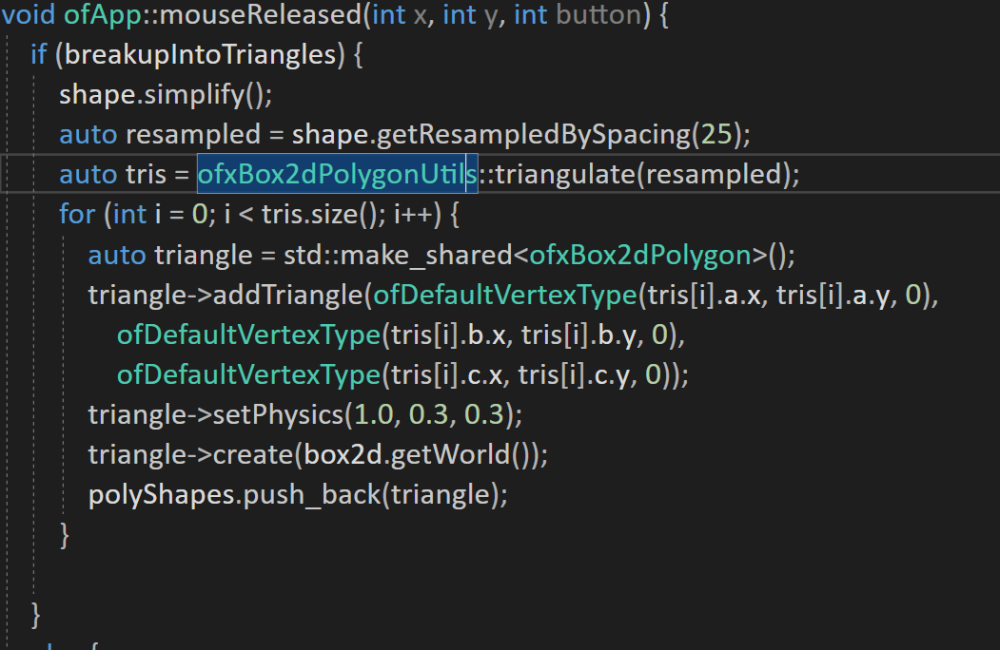 void ofApp::mouseReleased(int x, int y, int button) {
if (breakupIntoTriangles) {
shape.simplify();
auto resampled = shape.getResampledBySpacing(25);
auto tris = ofxBox2dPolygonUtils::triangulate(resampled);
for (int i = 0; i < tris.size(); i++) {
auto triangle = std::make_shared<ofxBox2dPolygon>();
triangle->addTriangle(ofDefaultVertexType(tris[i].a.x, tris[i].a.y, 0),
ofDefaultVertexType(tris[i].b.x, tris[i].b.y, 0),
ofDefaultVertexType(tris[i].c.x, tris[i].c.y, 0));
triangle->setPhysics(1.0, 0.3, 0.3);
triangle->create(box2d.getWorld());
polyShapes.push_back(triangle);
}
}